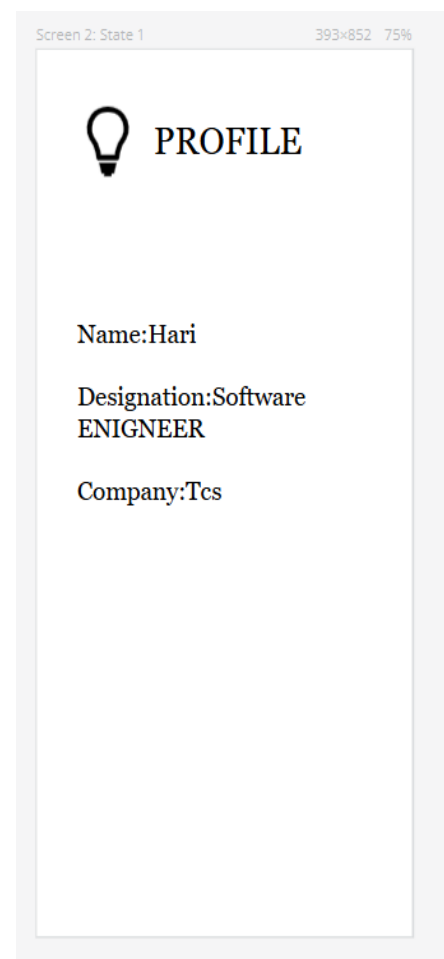 Screen 2: State 1 393×852 75%
PROFILE
Name:Hari
Designation:Software
ENIGNEER
Company:Tcs